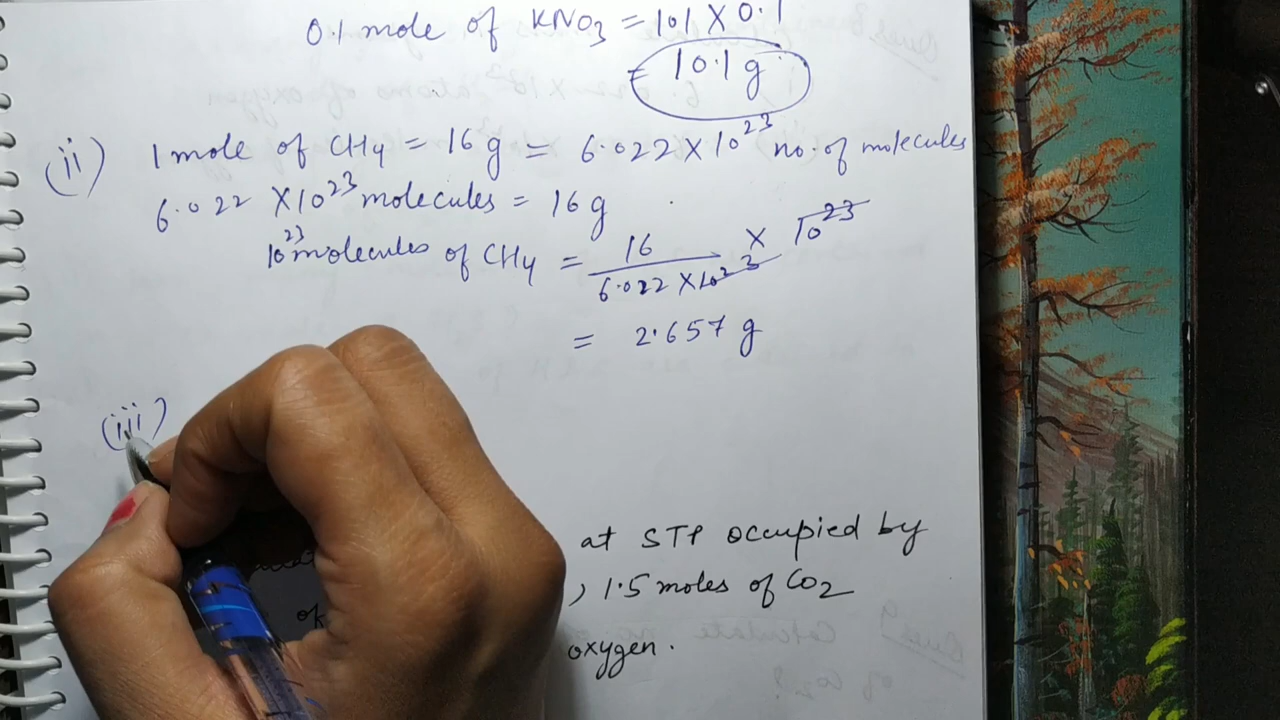 0.1 mole of KNO3 = 101 X 0.1
= 10.1 g
(ii) 1 mole of CH4 = 16 g = 6.022 X 10^23 no. of molecules
6.022 X 10^23 molecules = 16 g
10^23 molecules of CH4 = 16 / 6.022 X 10^23 X 10^23
= 2.657 g
(iii)
at STP occupied by
of , 1.5 moles of CO2
oxygen.